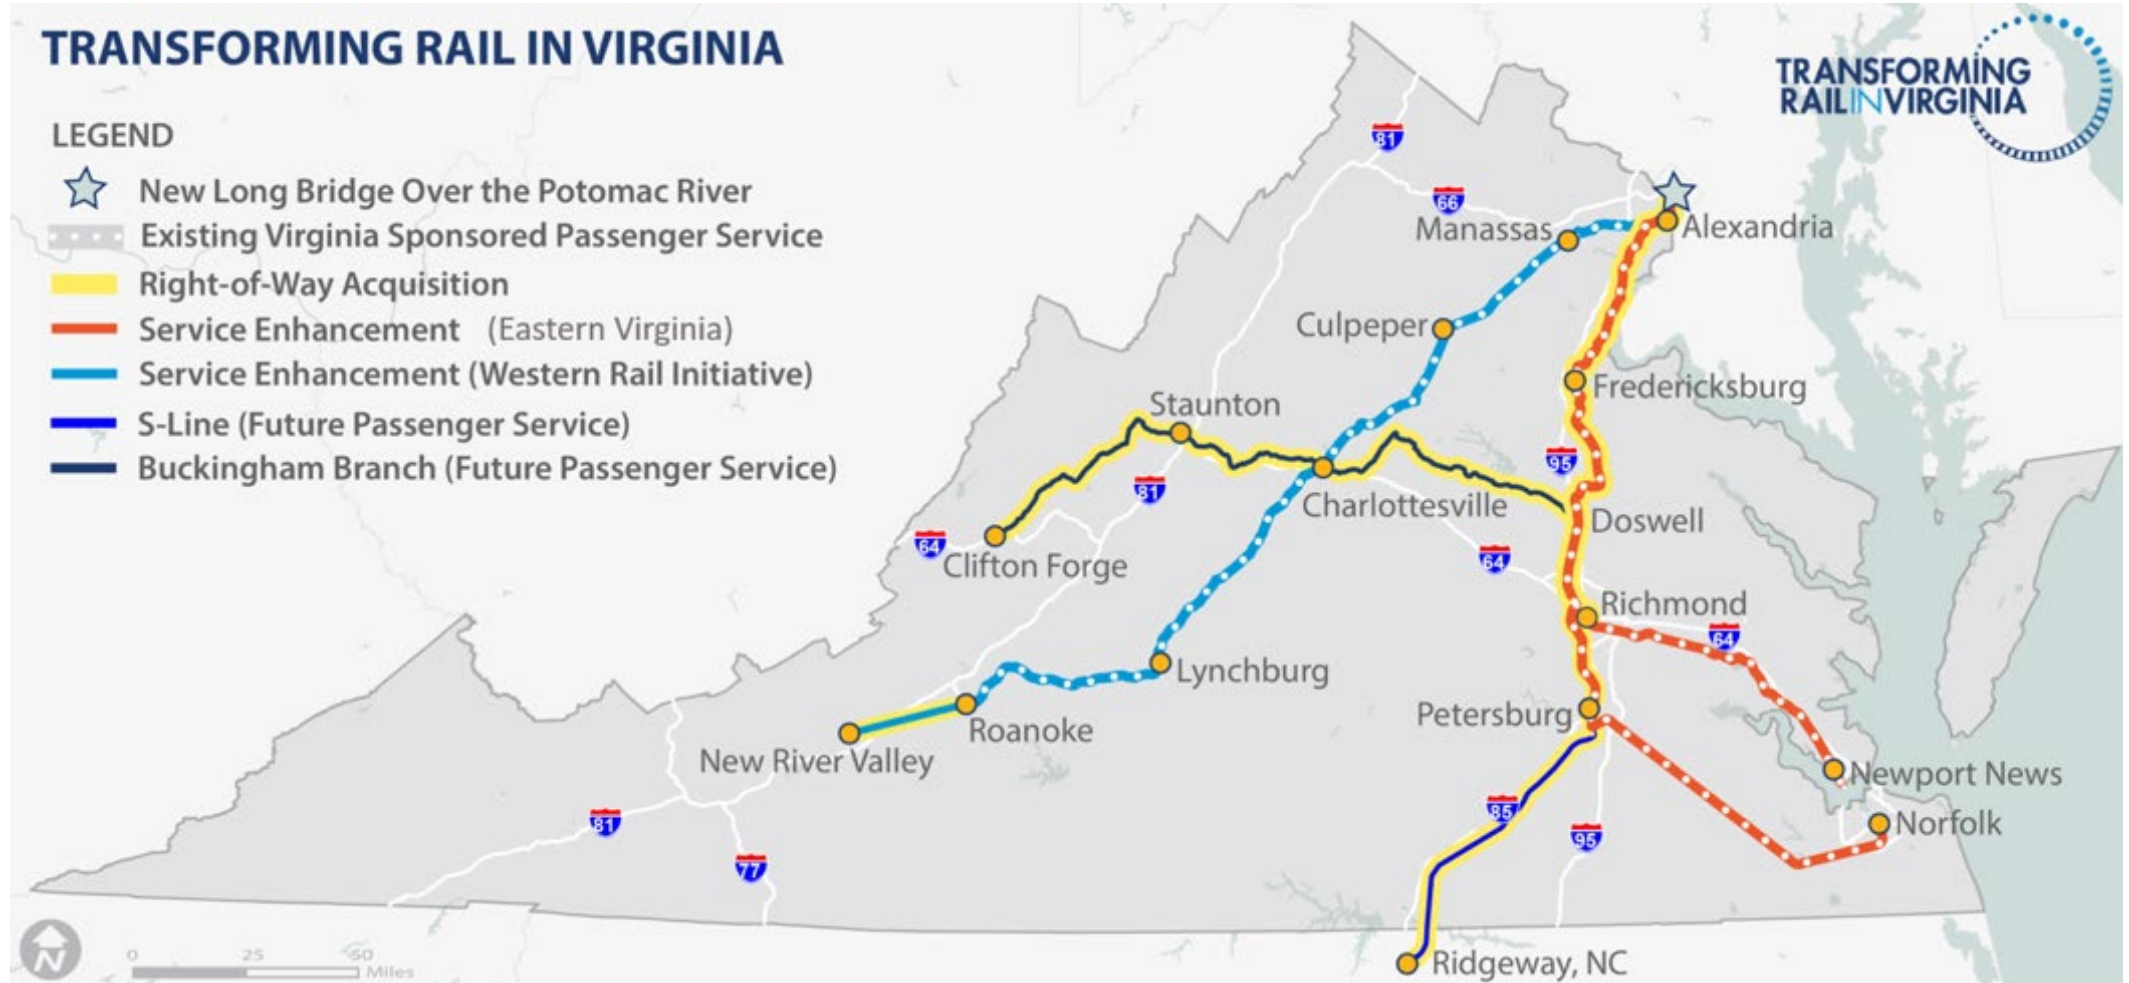 TRANSFORMING RAIL IN VIRGINIA
TRANSFORMING
RAILINVIRGINIA
LEGEND
New Long Bridge Over the Potomac River
Existing Virginia Sponsored Passenger Service
Right-of-Way Acquisition
Service Enhancement (Eastern Virginia)
Service Enhancement (Western Rail Initiative)
S-Line (Future Passenger Service)
Buckingham Branch (Future Passenger Service)
81
66
Manassas
Alexandria
Culpeper
Fredericksburg
Staunton
95
81
Charlottesville
Doswell
64
Clifton Forge
64
Richmond
64
Lynchburg
Petersburg
Roanoke
New River Valley
Newport News
85
81
Norfolk
95
77
N
0 25 50
Miles
Ridgeway, NC